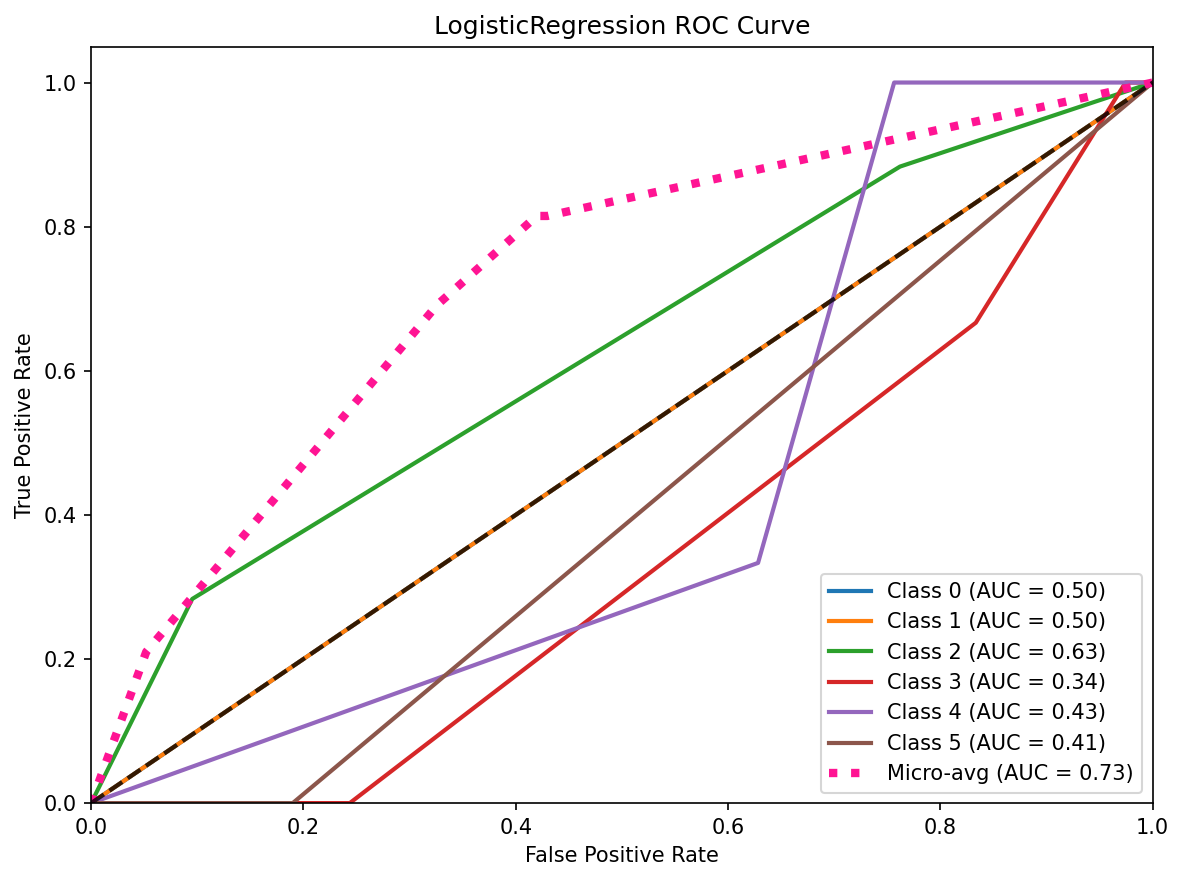 LogisticRegression ROC Curve
True Positive Rate
1.0
0.8
0.6
0.4
0.2
0.0
0.0 0.2 0.4 0.6 0.8 1.0
False Positive Rate
Class 0 (AUC = 0.50)
Class 1 (AUC = 0.50)
Class 2 (AUC = 0.63)
Class 3 (AUC = 0.34)
Class 4 (AUC = 0.43)
Class 5 (AUC = 0.41)
Micro-avg (AUC = 0.73)